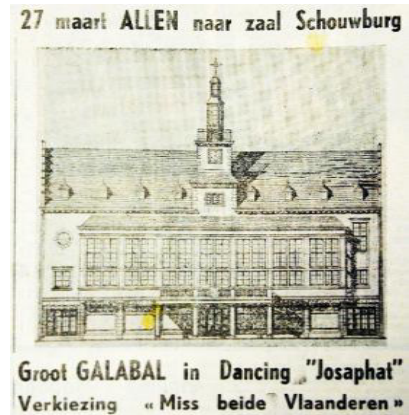 27 maart ALLEN naar zaal Schouwburg
Groot GALABAL in Dancing "Josaphat"
Verkiezing « Miss beide Vlaanderen »